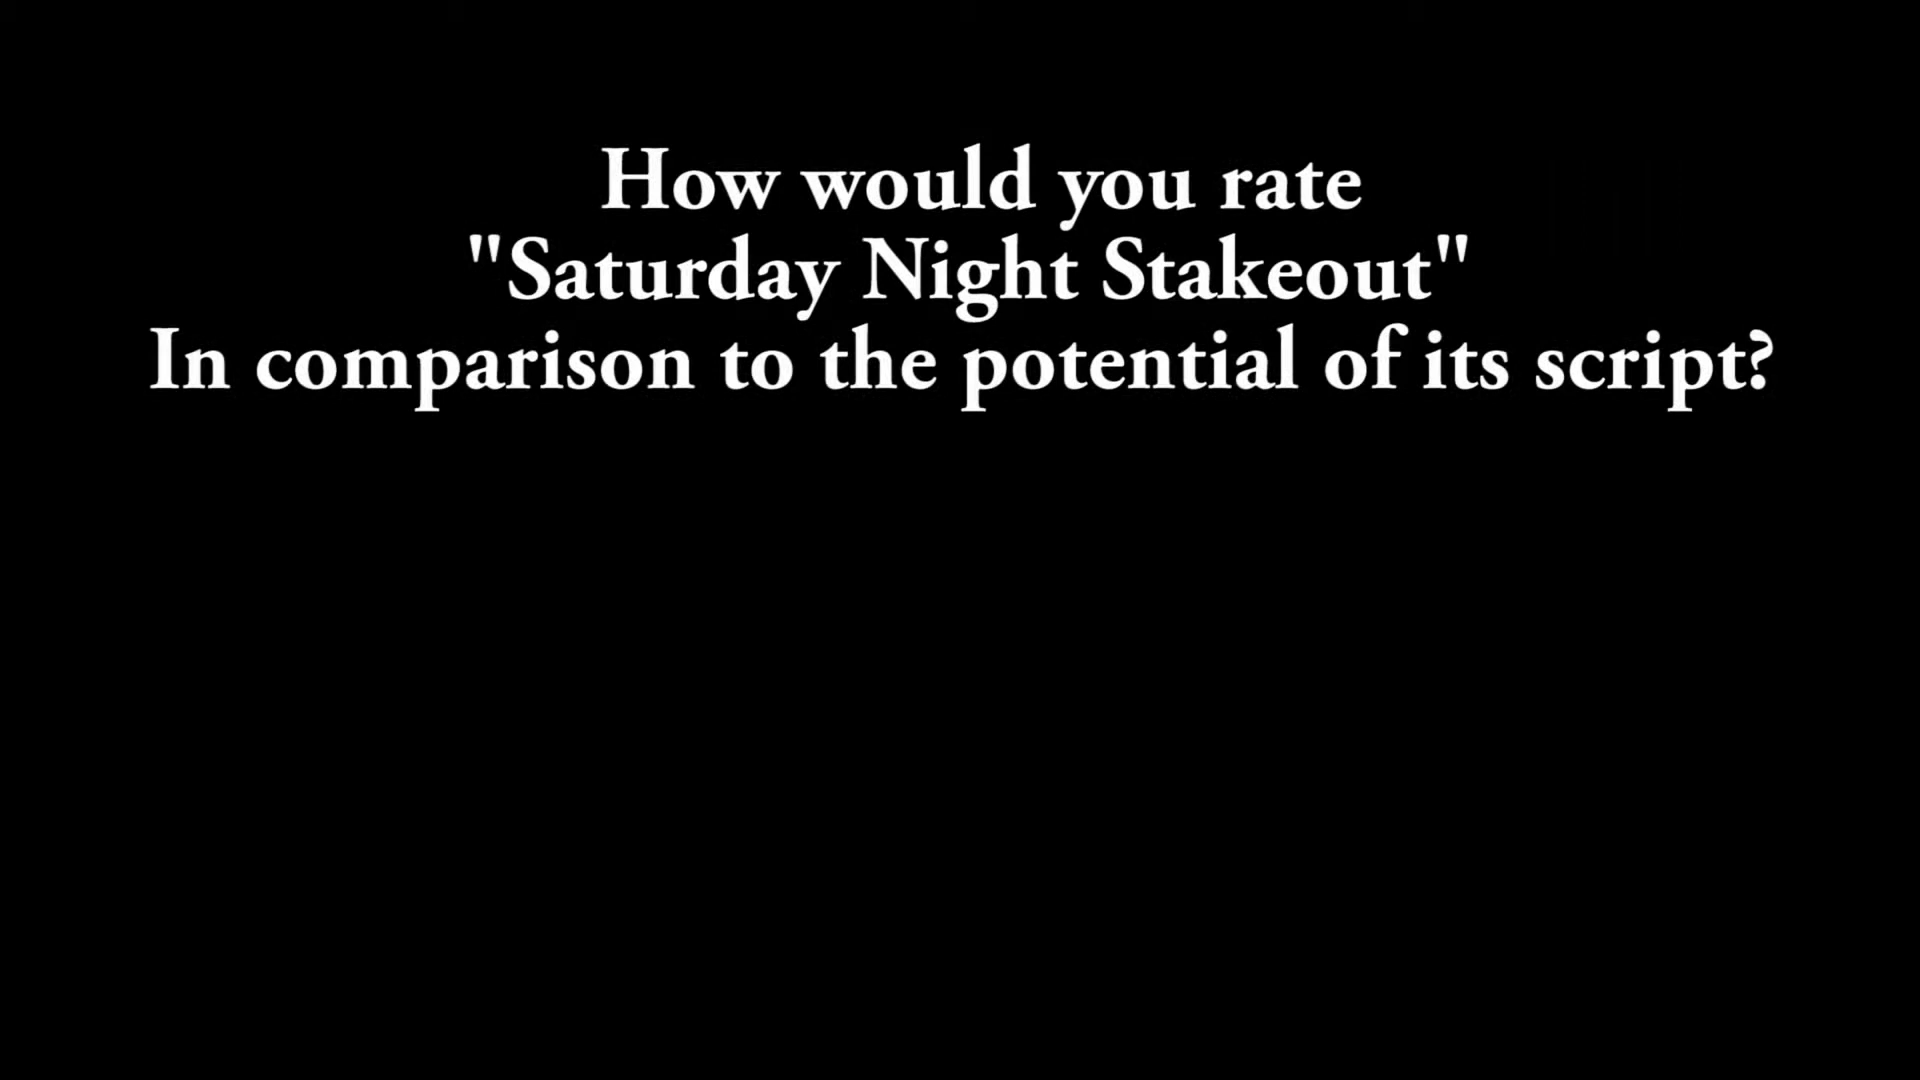 How would you rate
"Saturday Night Stakeout"
In comparison to the potential of its script?